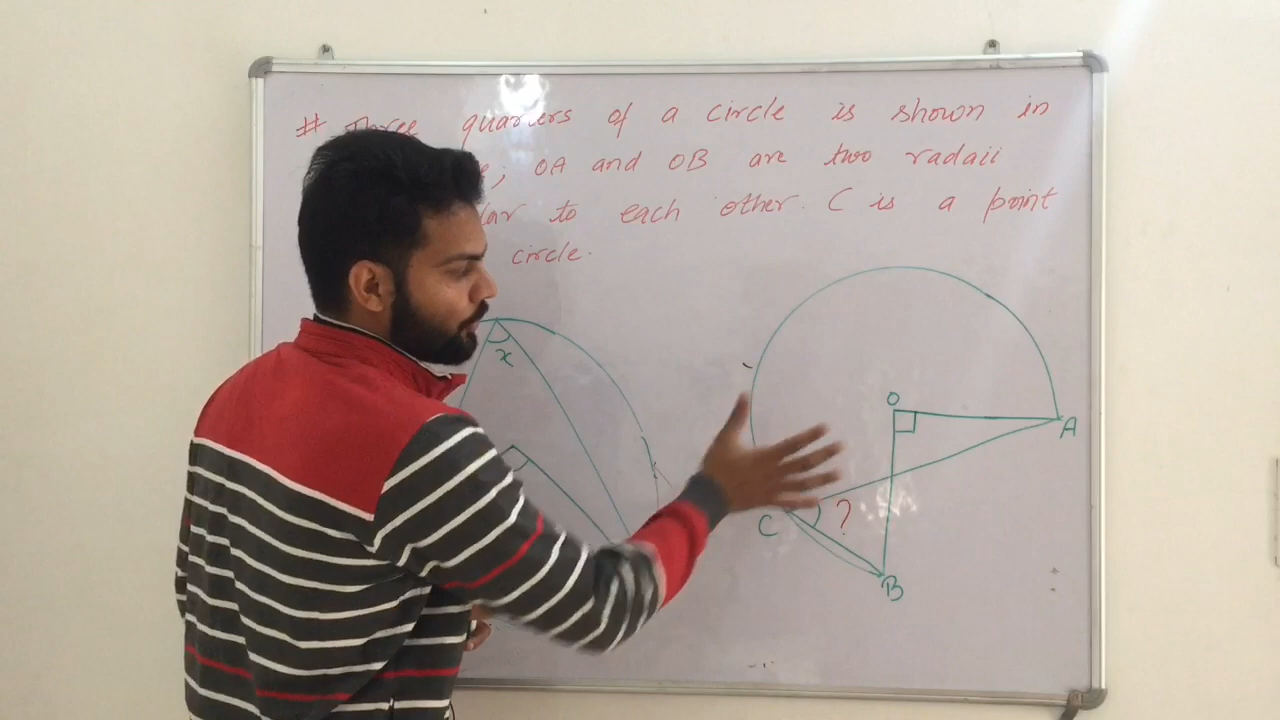 # Three quarters of a circle is shown in
OA and OB are two radaii
to each other. C is a point
circle.
x
O
A
C
?
B